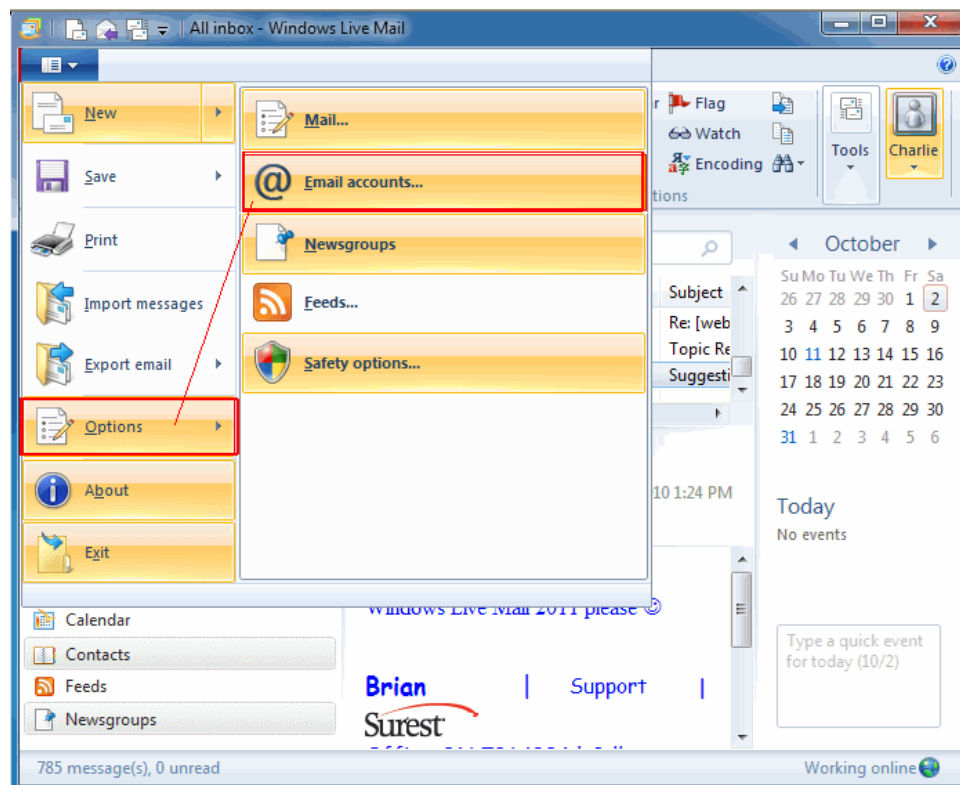 All inbox - Windows Live Mail
New
Save
Print
Import messages
Export email
Options
About
Exit
Mail...
Email accounts...
Newsgroups
Feeds...
Safety options...
Flag
Watch
Encoding
Tools
Charlie
October
Su Mo Tu We Th Fr Sa
26 27 28 29 30 1 2
3 4 5 6 7 8 9
10 11 12 13 14 15 16
17 18 19 20 21 22 23
24 25 26 27 28 29 30
31 1 2 3 4 5 6
Subject
Re: [web
Topic Re
Suggesti
10 1:24 PM
Today
No events
Type a quick event
for today (10/2)
Calendar
Contacts
Feeds
Newsgroups
Windows Live Mail 2011 please
Brian | Support |
Surest
785 message(s), 0 unread
Working online